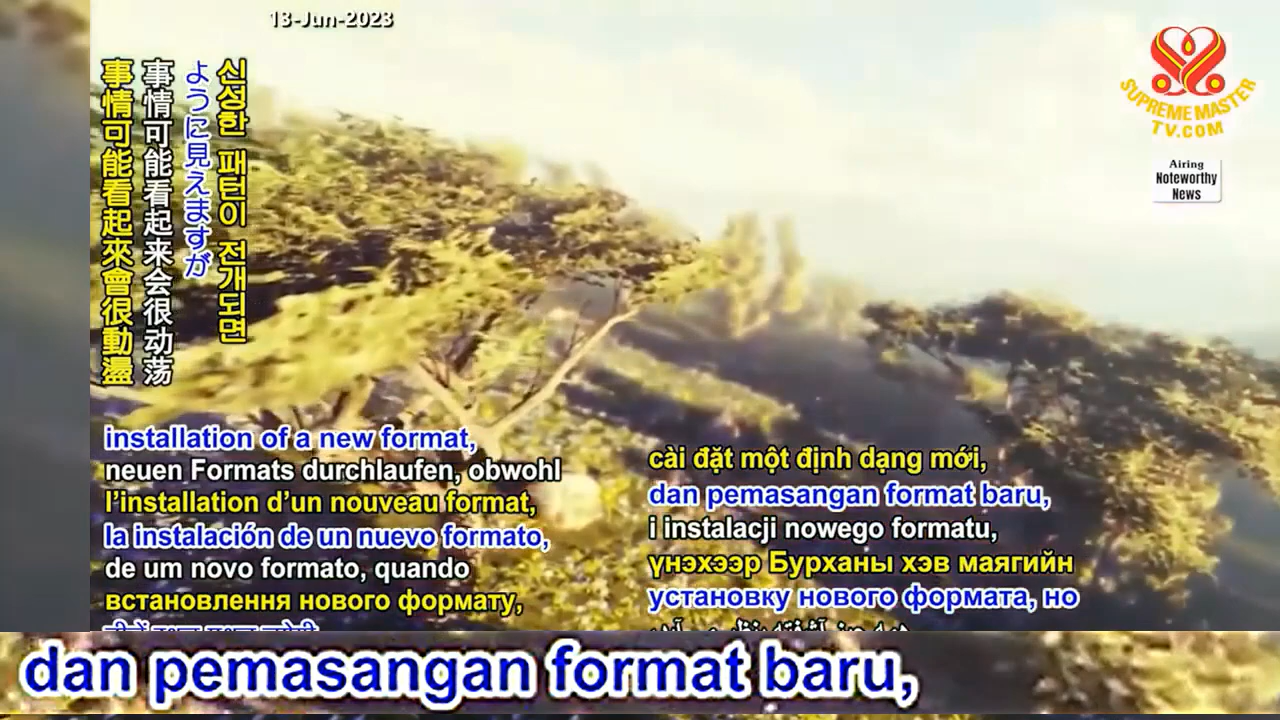 13-Jun-2023
SUPREME MASTER
TV.COM
Airing
Noteworthy
News
신성한 패턴이 전개되면
ように見えますが
事情可能看起来会很动荡
事情可能看起來會很動盪
installation of a new format,
neuen Formats durchlaufen, obwohl
l'installation d'un nouveau format,
la instalación de un nuevo formato,
de um novo formato, quando
встановлення нового формату,
cài đặt một định dạng mới,
dan pemasangan format baru,
i instalacji nowego formatu,
үнэхээр Бурханы хэв маягийн
установку нового формата, но
dan pemasangan format baru,